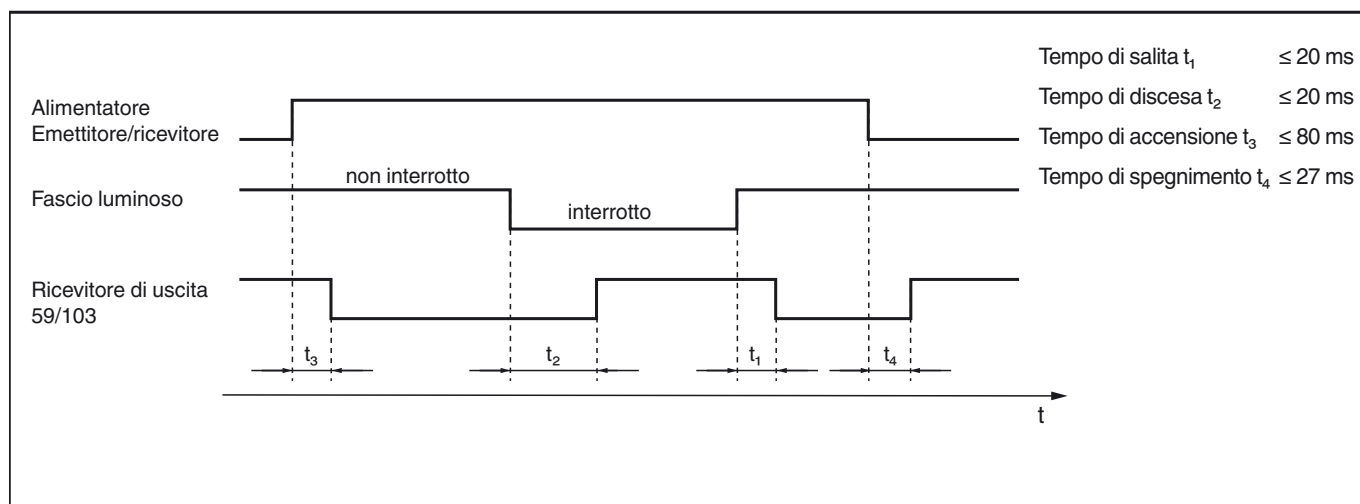 Tempo di salita t₁ ≤ 20 ms
Tempo di discesa t₂ ≤ 20 ms
Tempo di accensione t₃ ≤ 80 ms
Tempo di spegnimento t₄ ≤ 27 ms
Alimentatore
Emettitore/ricevitore
Fascio luminoso
non interrotto
interrotto
Ricevitore di uscita
59/103
t₃
t₂
t₁
t₄
t